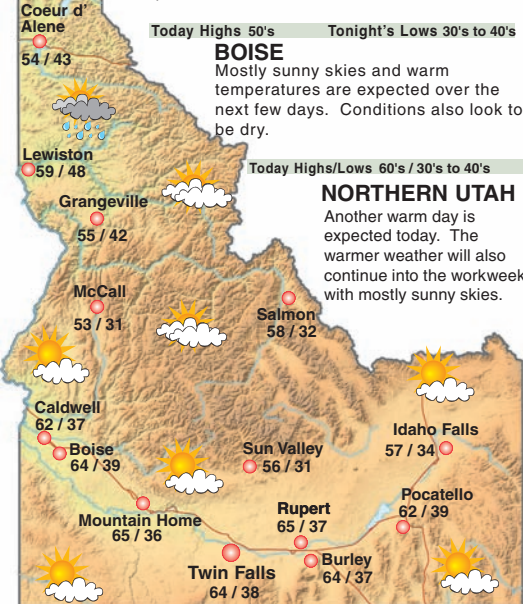 Coeur d'
Alene
54 / 43
Today Highs 50's Tonight's Lows 30's to 40's
BOISE
Mostly sunny skies and warm
temperatures are expected over the
next few days. Conditions also look to
be dry.
Lewiston
59 / 48
Today Highs/Lows 60's / 30's to 40's
NORTHERN UTAH
Another warm day is
expected today. The
warmer weather will also
continue into the workweek
with mostly sunny skies.
Grangeville
55 / 42
McCall
53 / 31
Salmon
58 / 32
Caldwell
62 / 37
Boise
64 / 39
Sun Valley
56 / 31
Idaho Falls
57 / 34
Mountain Home
65 / 36
Rupert
65 / 37
Pocatello
62 / 39
Twin Falls
64 / 38
Burley
64 / 37